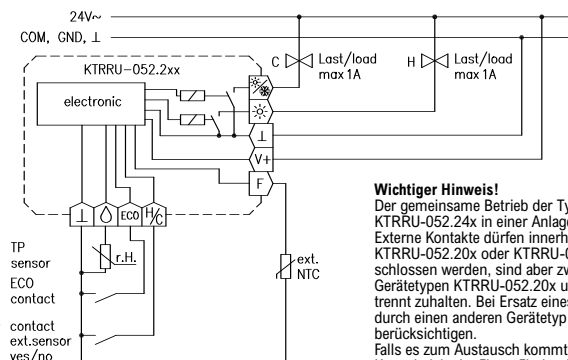 24V~
COM, GND, ⊥
C
Last/load
max 1A
H
Last/load
max 1A
KTRRU-052.2xx
electronic
⊥
V+
F
⊥
ECO
H/C
TP
sensor
r.H.
ext.
NTC
ECO
contact
contact
ext.sensor
yes/no
Wichtiger Hinweis!
Der gemeinsame Betrieb der Ty
KTRRU-052.24x in einer Anlage
Externe Kontakte dürfen innerh
KTRRU-052.20x oder KTRRU-0
schlossen werden, sind aber zw
Gerätetypen KTRRU-052.20x u
trennt zuhalten. Bei Ersatz eines
durch einen anderen Gerätetyp
berücksichtigen.
Falls es zum Austausch kommt